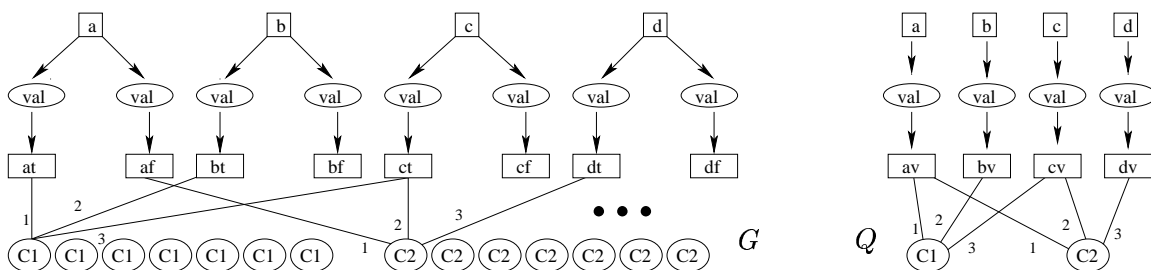 a b c d a b c d
val val val val val val val val val val val val
at af bt bf ct cf dt df av bv cv dv
1 2 3 1 2 3 1 2 3 1 2 3
C1 C1 C1 C1 C1 C1 C1 C2 C2 C2 C2 C2 C2 C2 G Q C1 C2